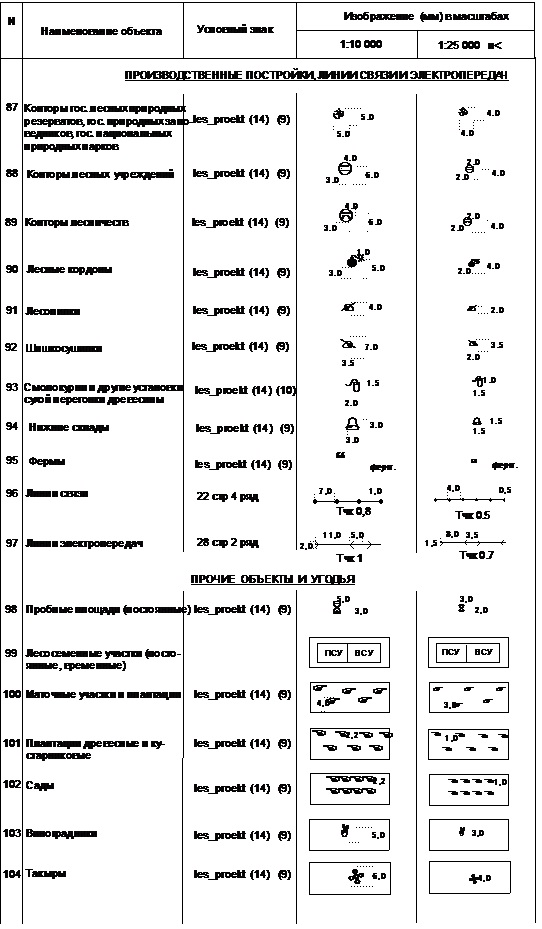 N
Наименование объекта
Условный знак
Изображение (мм) в масштабах
1:10 000
1:25 000 и<
ПРОИЗВОДСТВЕННЫЕ ПОСТРОЙКИ, ЛИНИИ СВЯЗИ И ЭЛЕКТРОПЕРЕДАЧ
87 Конторы гос. лесных природных
резерватов, гос. природных запо-
ведников, гос. национальных
природных парков
les_proekt (14) (9)
5.0
5.0
4.0
4.0
88 Конторы лесных учреждений
les_proekt (14) (9)
4.0
3.0 6.0
2.0
2.0 4.0
89 Конторы лесничеств
les_proekt (14) (9)
4.0
3.0 6.0
2.0
2.0 4.0
90 Лесные кордоны
les_proekt (14) (9)
1.0
3.0 5.0
2.0 4.0
91 Лесопилки
les_proekt (14) (9)
4.0
2.0
92 Шишкосушилки
les_proekt (14) (9)
7.0
3.5
3.5
2.0
93 Смолокурни и другие установки
сухой перегонки древесины
les_proekt (14) (10)
1.5
2.0
1.0
1.5
94 Нижние склады
les_proekt (14) (9)
3.0
3.0
1.5
1.5
95 Фермы
les_proekt (14) (9)
ферм.
ферм.
96 Линии связи
22 стр 4 ряд
7,0 1,0
Тчк 0,8
4,0 0,5
Тчк 0.5
97 Линии электропередач
28 стр 2 ряд
2,0 11,0 5,0
Тчк 1
1,5 8,0 3,5
Тчк 0.7
ПРОЧИЕ ОБЪЕКТЫ И УГОДЬЯ
98 Пробные площади (постоянные)
les_proekt (14) (9)
5,0
3,0
3,0
2,0
99 Лесосеменные участки (посто-
янные, временные)
ПСУ ВСУ
ПСУ ВСУ
100 Маточные участки и плантации
les_proekt (14) (9)
4,0
3,0
101 Плантации древесные и ку-
старниковые
les_proekt (14) (9)
2,2
1,0
102 Сады
les_proekt (14) (9)
2,2
1,0
103 Виноградники
les_proekt (14) (9)
5,0
3,0
104 Такыры
les_proekt (14) (9)
6,0
4,0